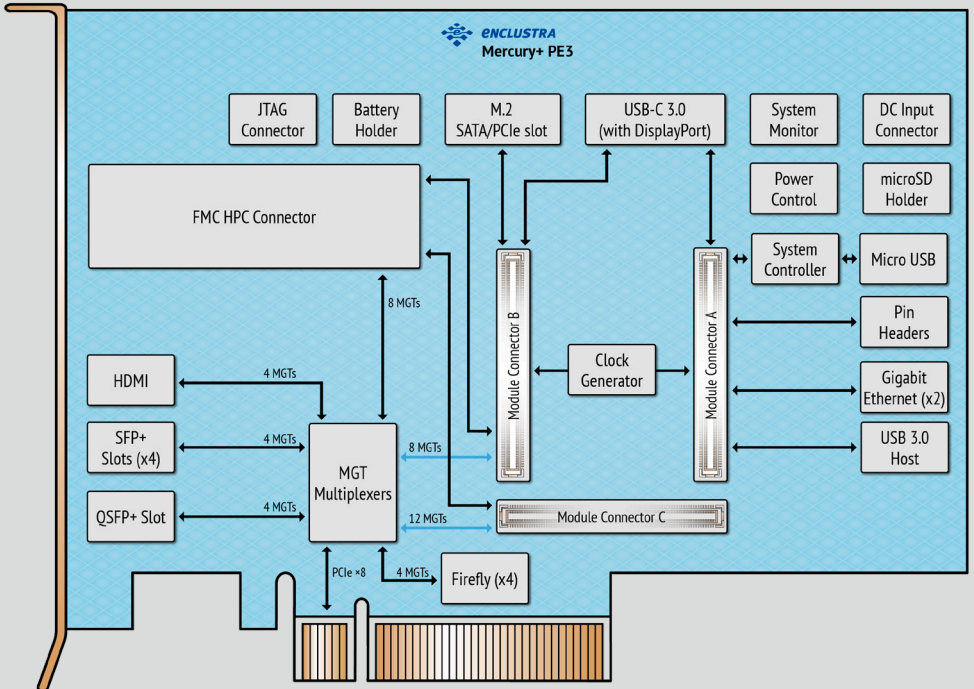 enCLUSTRA
Mercury+ PE3
JTAG
Connector
Battery
Holder
M.2
SATA/PCIe slot
USB-C 3.0
(with DisplayPort)
System
Monitor
DC Input
Connector
FMC HPC Connector
Power
Control
microSD
Holder
System
Controller
Micro USB
8 MGTs
Module Connector B
Module Connector A
Pin
Headers
Clock
Generator
HDMI
4 MGTs
Gigabit
Ethernet (x2)
SFP+
Slots (x4)
4 MGTs
8 MGTs
USB 3.0
Host
MGT
Multiplexers
QSFP+ Slot
4 MGTs
12 MGTs
Module Connector C
PCIe ×8
4 MGTs
Firefly (x4)